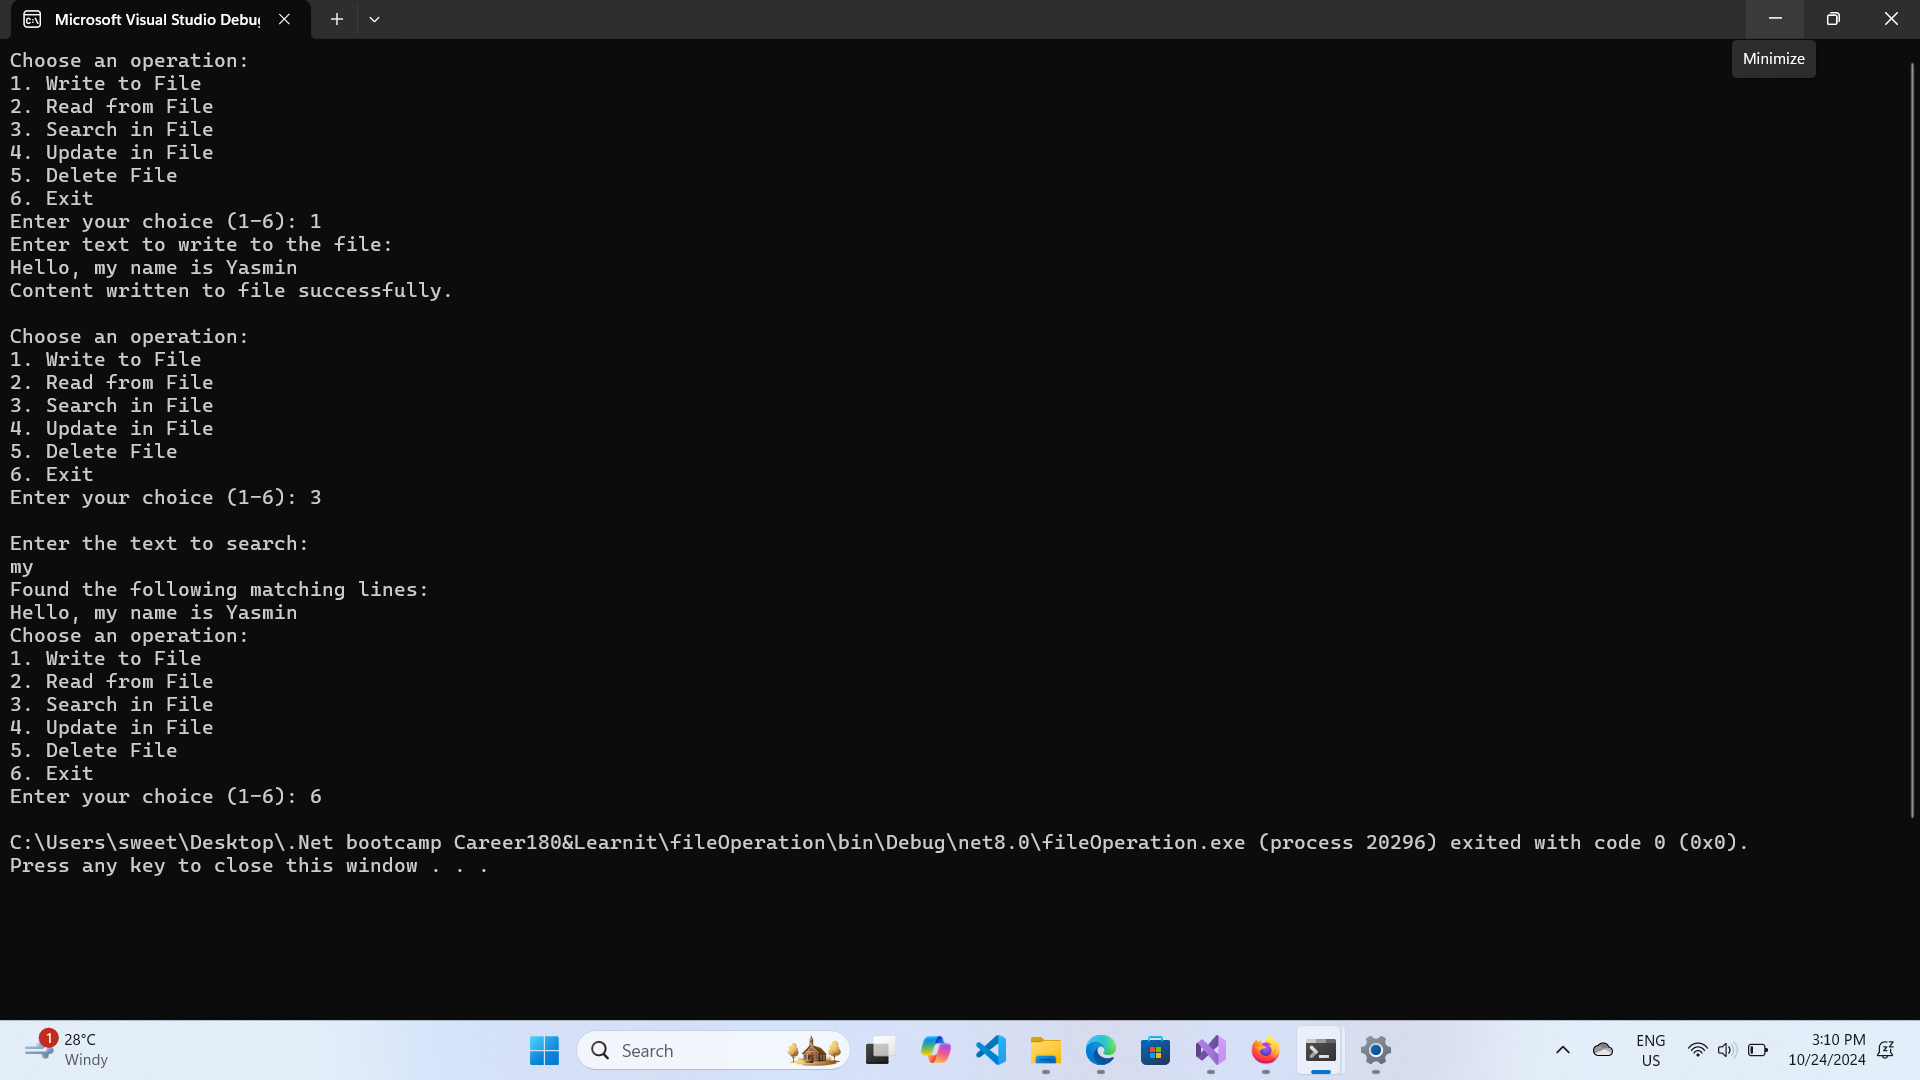 Microsoft Visual Studio Debug
Minimize
Choose an operation:
1. Write to File
2. Read from File
3. Search in File
4. Update in File
5. Delete File
6. Exit
Enter your choice (1-6): 1
Enter text to write to the file:
Hello, my name is Yasmin
Content written to file successfully.
Choose an operation:
1. Write to File
2. Read from File
3. Search in File
4. Update in File
5. Delete File
6. Exit
Enter your choice (1-6): 3
Enter the text to search:
my
Found the following matching lines:
Hello, my name is Yasmin
Choose an operation:
1. Write to File
2. Read from File
3. Search in File
4. Update in File
5. Delete File
6. Exit
Enter your choice (1-6): 6
C:\Users\sweet\Desktop\.Net bootcamp Career180&Learnit\fileOperation\bin\Debug\net8.0\fileOperation.exe (process 20296) exited with code 0 (0x0).
Press any key to close this window . . .
1
28°C
Windy
Search
ENG
US
3:10 PM
10/24/2024